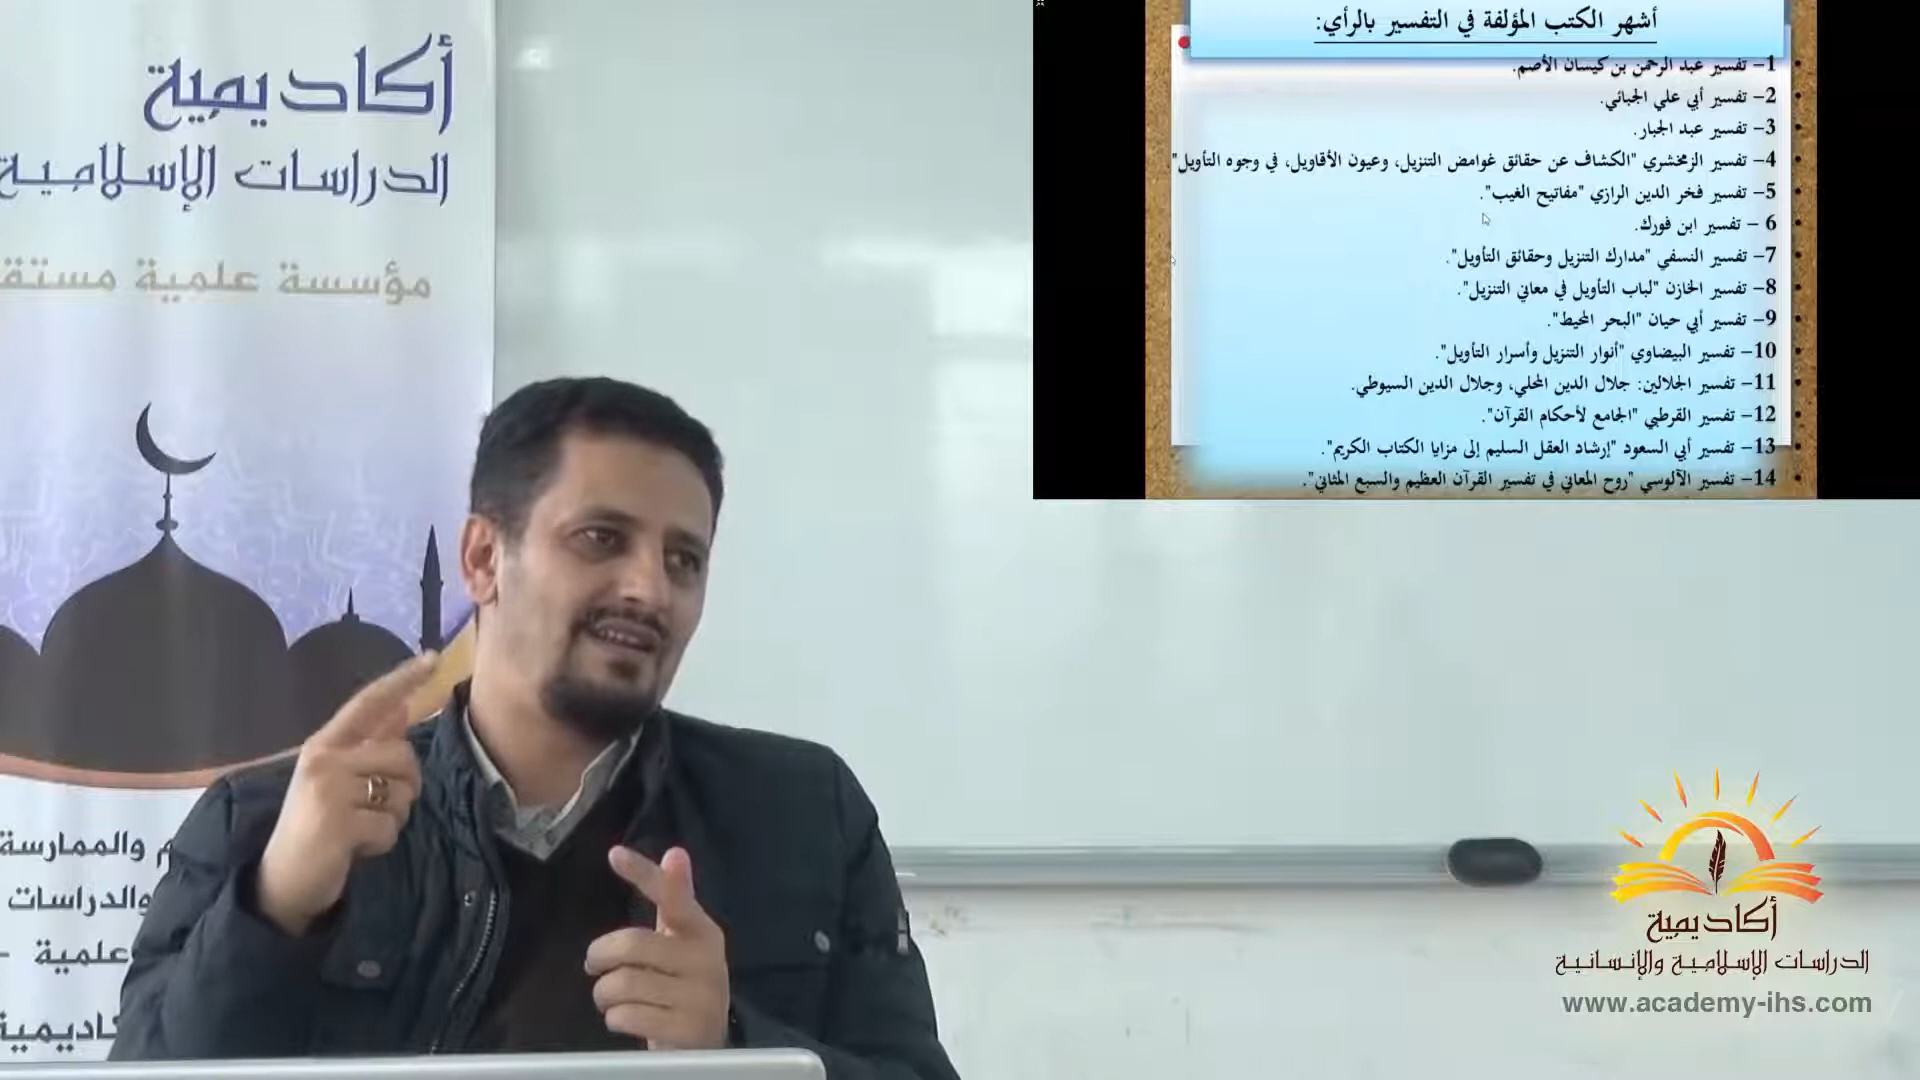 أشهر الكتب المؤلفة في التفسير بالرأي:
1- تفسير عبد الرحمن بن كيسان الأصم.
2- تفسير أبي علي الجبائي.
3- تفسير عبد الجبار.
4- تفسير الزمخشري "الكشاف عن حقائق غوامض التنزيل، وعيون الأقاويل، في وجوه التأويل".
5- تفسير فخر الدين الرازي "مفاتيح الغيب".
6 - تفسير ابن فورك.
7- تفسير النسفي "مدارك التنزيل وحقائق التأويل".
8- تفسير الخازن "لباب التأويل في معاني التنزيل".
9- تفسير أبي حيان "البحر المحيط".
10- تفسير البيضاوي "أنوار التنزيل وأسرار التأويل".
11- تفسير الجلالين: جلال الدين المحلي، وجلال الدين السيوطي.
12- تفسير القرطبي "الجامع لأحكام القرآن".
13- تفسير أبي السعود "إرشاد العقل السليم إلى مزايا الكتاب الكريم".
14- تفسير الآلوسي "روح المعاني في تفسير القرآن العظيم والسبع المثاني".
أكاديمية
الدراسات الإسلامية
مؤسسة علمية
والممارسة
والدراسات
علمية -
أكاديمية
الدراسات الإسلامية والإنسانية
www.academy-ihs.com